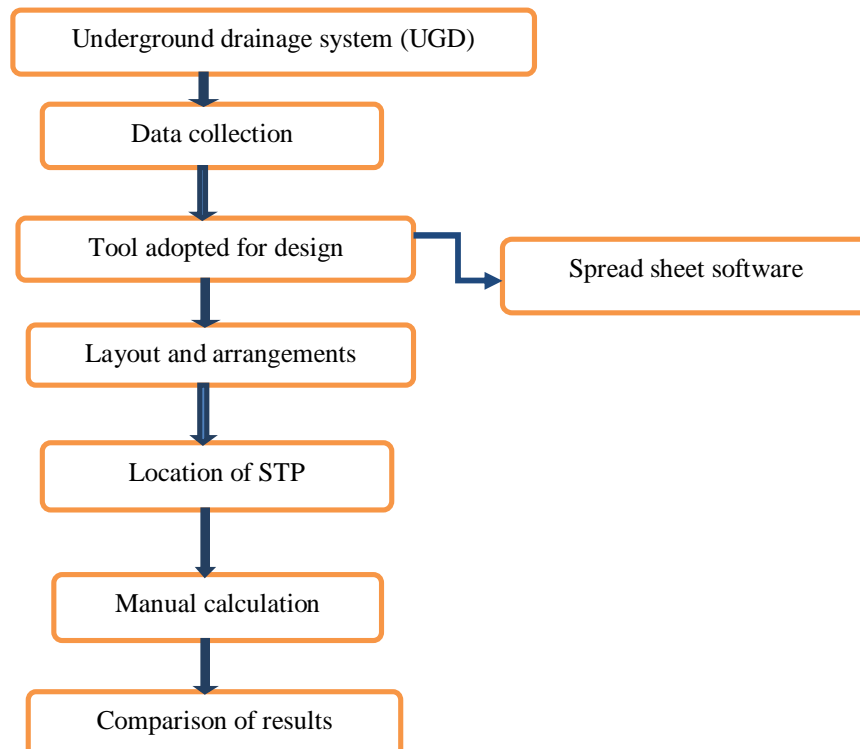 Underground drainage system (UGD)
Data collection
Tool adopted for design
Spread sheet software
Layout and arrangements
Location of STP
Manual calculation
Comparison of results